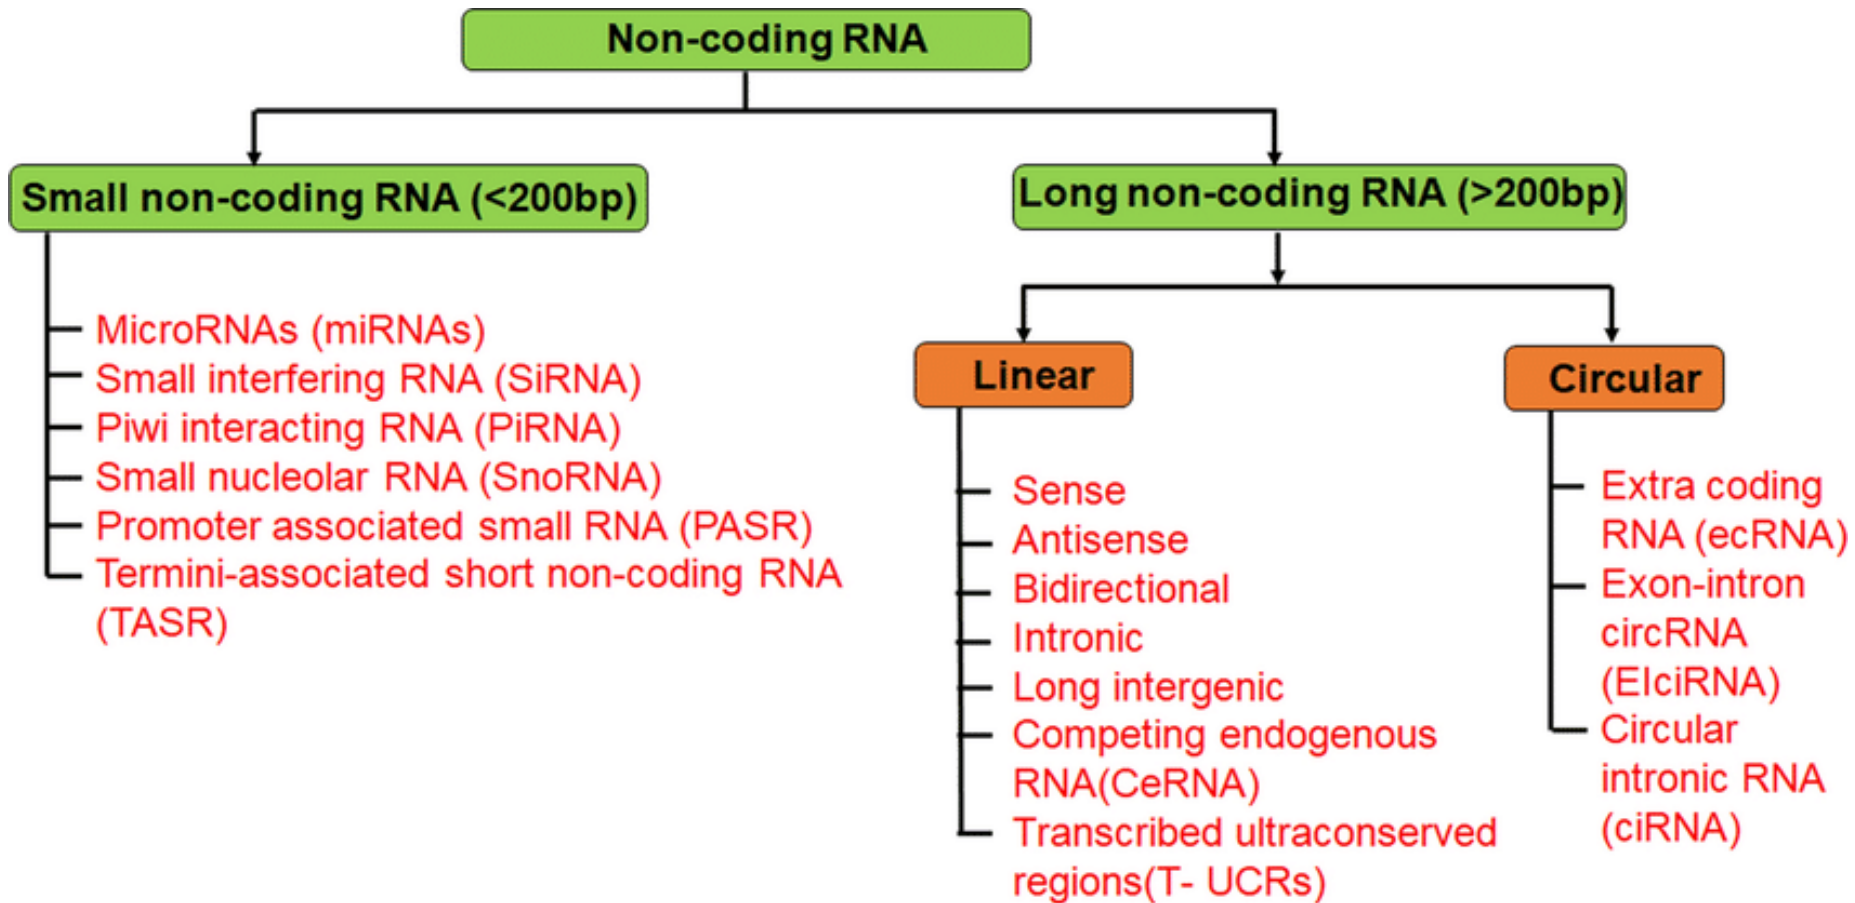 Non-coding RNA
Small non-coding RNA (<200bp)
MicroRNAs (miRNAs)
Small interfering RNA (SiRNA)
Piwi interacting RNA (PiRNA)
Small nucleolar RNA (SnoRNA)
Promoter associated small RNA (PASR)
Termini-associated short non-coding RNA
(TASR)
Long non-coding RNA (>200bp)
Linear
Sense
Antisense
Bidirectional
Intronic
Long intergenic
Competing endogenous
RNA(CeRNA)
Transcribed ultraconserved
regions(T- UCRs)
Circular
Extra coding
RNA (ecRNA)
Exon-intron
circRNA
(EIciRNA)
Circular
intronic RNA
(ciRNA)